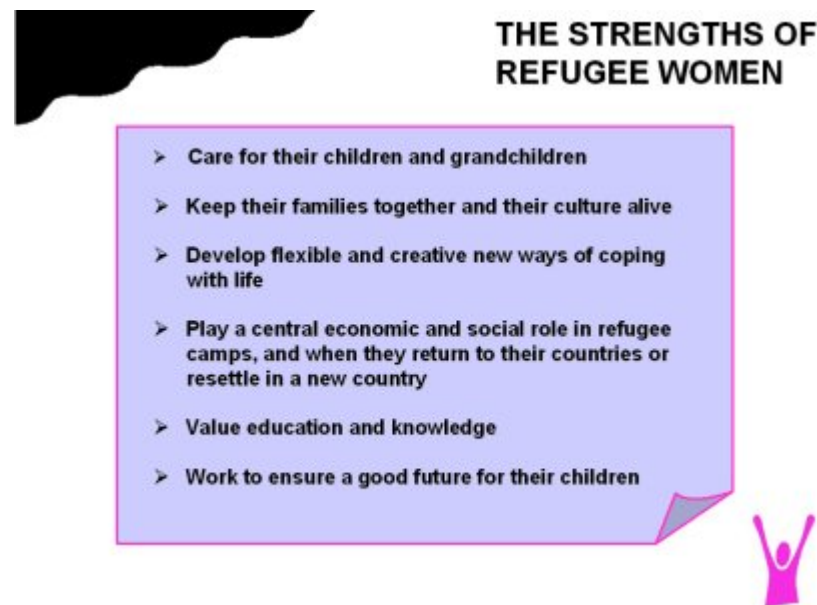 THE STRENGTHS OF
REFUGEE WOMEN
➢ Care for their children and grandchildren
➢ Keep their families together and their culture alive
➢ Develop flexible and creative new ways of coping
with life
➢ Play a central economic and social role in refugee
camps, and when they return to their countries or
resettle in a new country
➢ Value education and knowledge
➢ Work to ensure a good future for their children